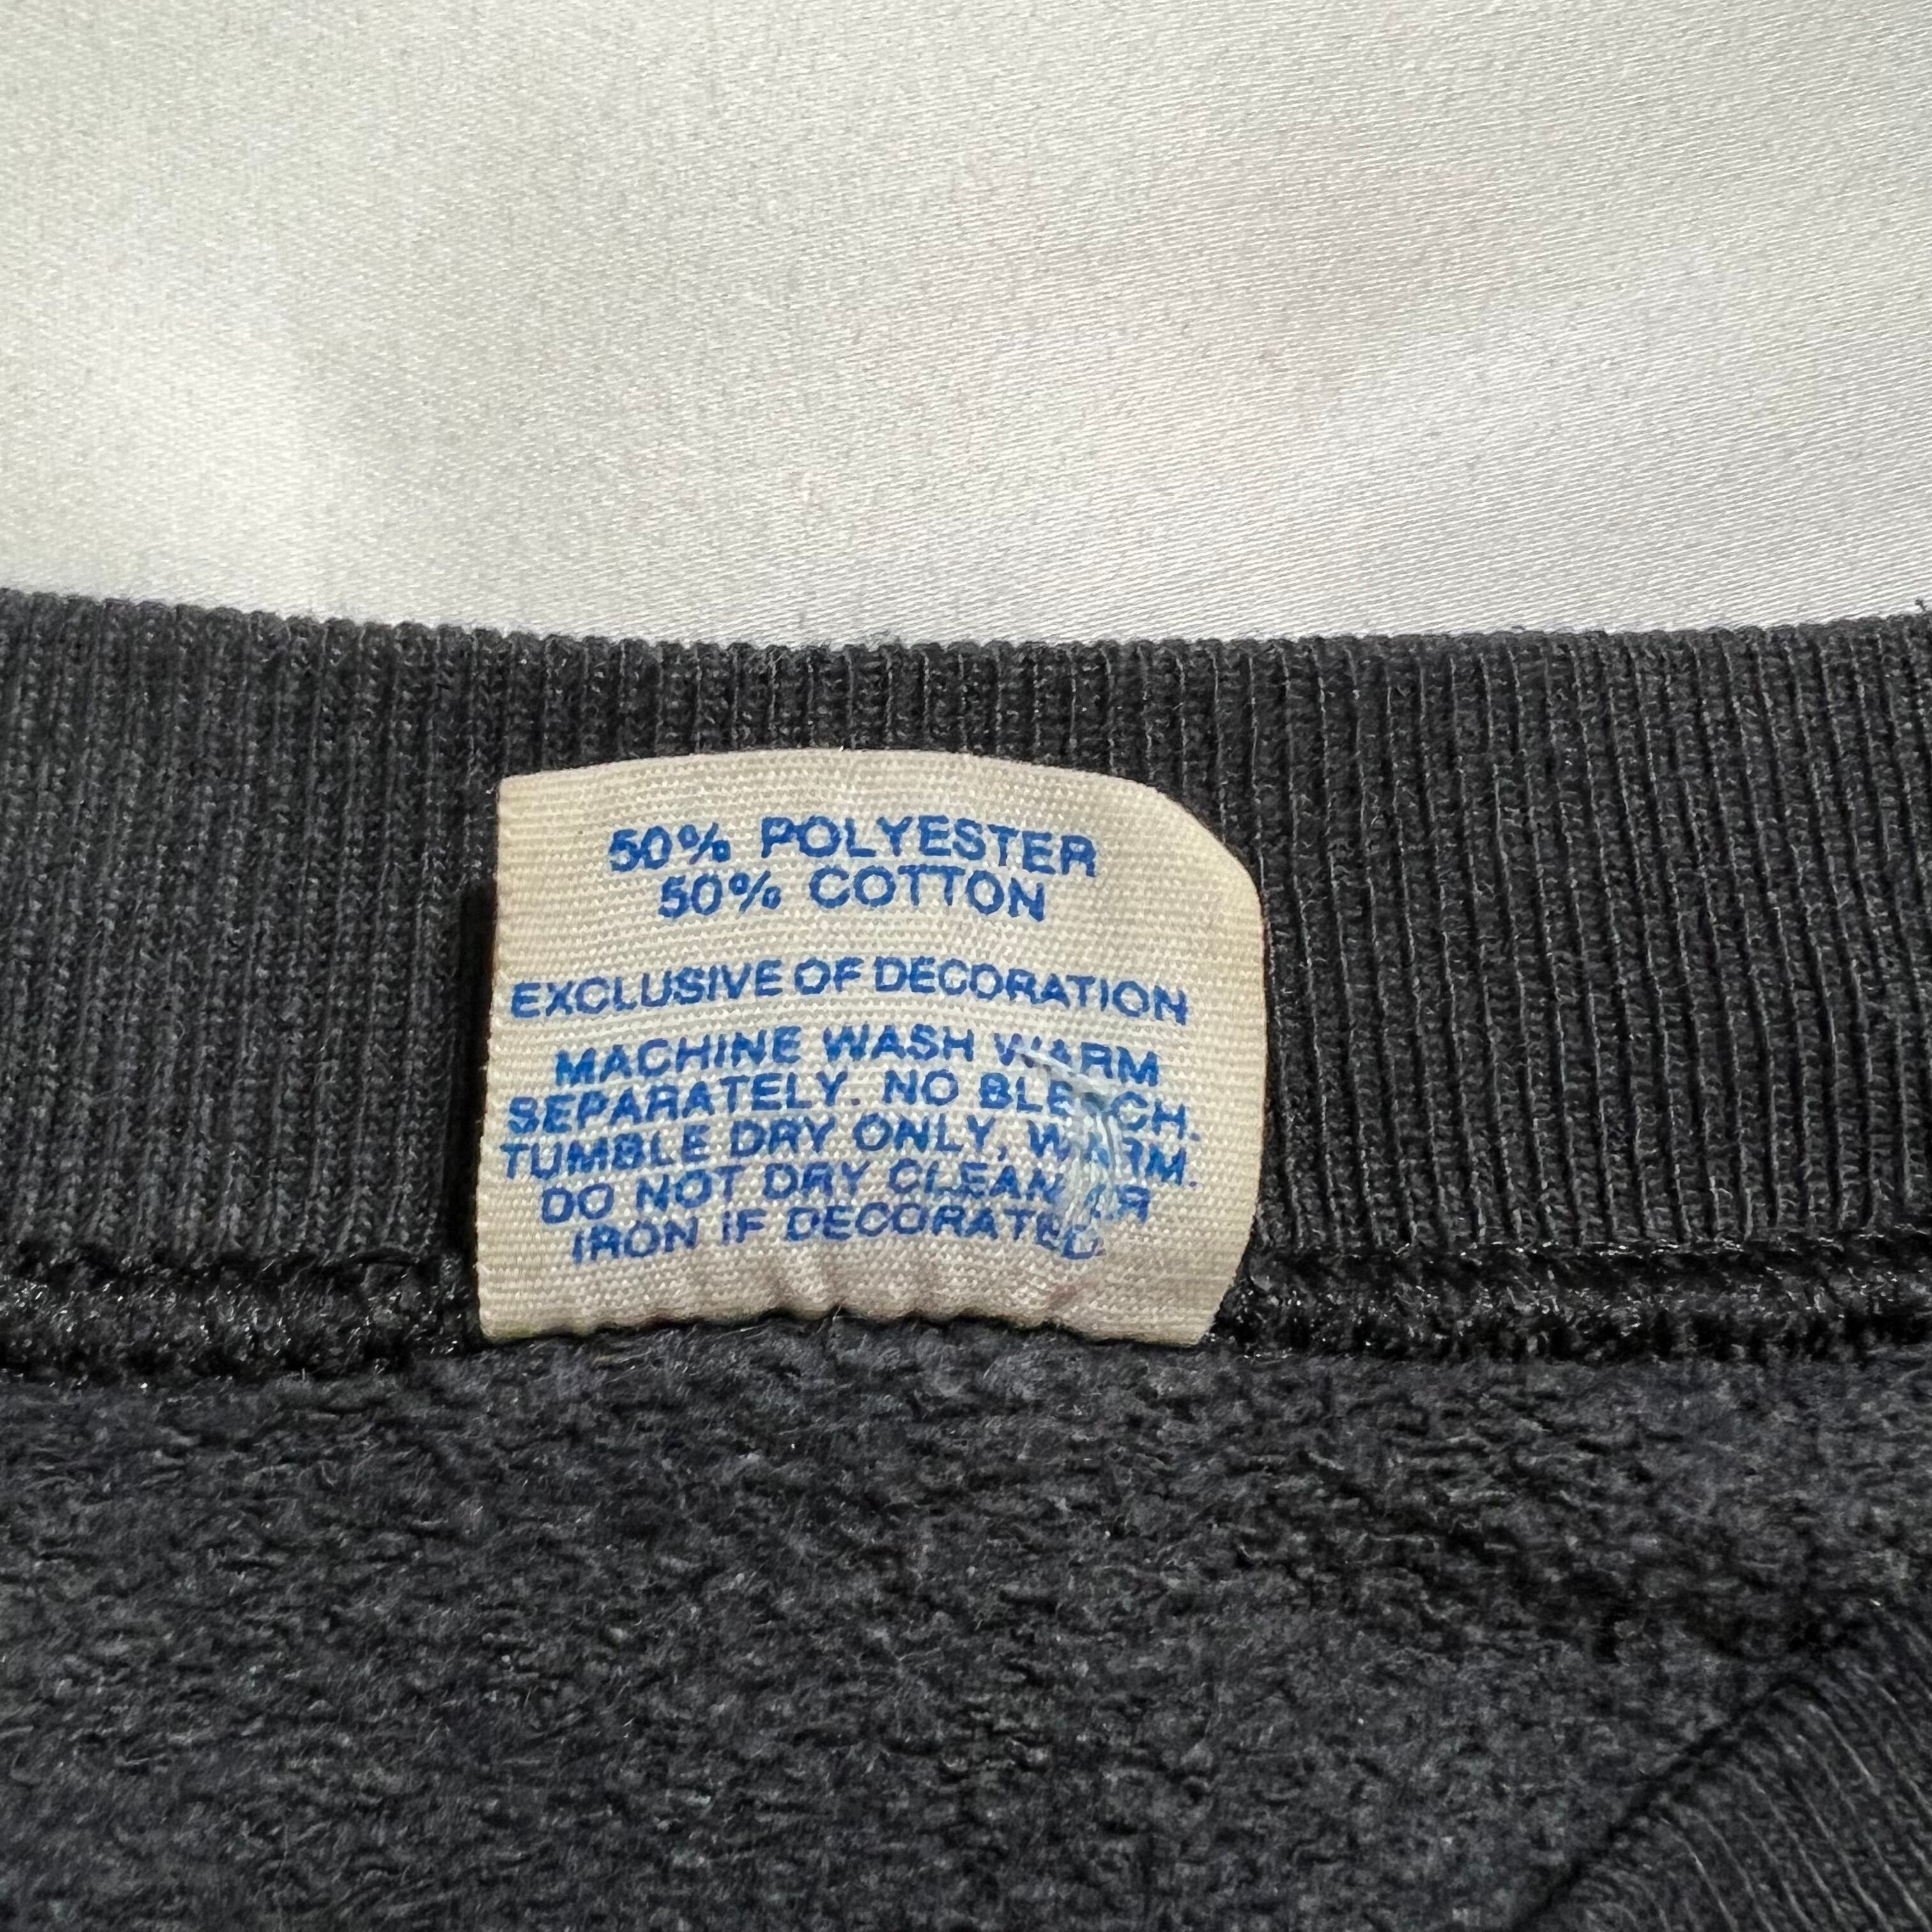 50% POLYESTER
50% COTTON
EXCLUSIVE OF DECORATION
MACHINE WASH WARM
SEPARATELY. NO BLEACH.
TUMBLE DRY ONLY, WARM.
DO NOT DRY CLEAN OR
IRON IF DECORATED.